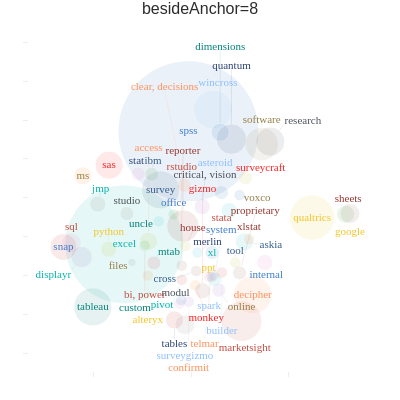 besideAnchor=8
dimensions
quantum
wincross
clear, decisions
software
research
spss
access
reporter
statibm
asteroid
sas
rstudio
surveycraft
ms
critical, vision
jmp
survey
gizmo
studio
office
voxco
sheets
proprietary
stata
qualtrics
uncle
sql
house
system
xlstat
python
google
snap
excel
merlin
askia
mtab
xl
tool
files
ppt
displayr
cross
internal
bi, power
modul
decipher
tableau
custom
pivot
spark
online
alteryx
monkey
builder
tables
telmar
marketsight
surveygizmo
confirmit